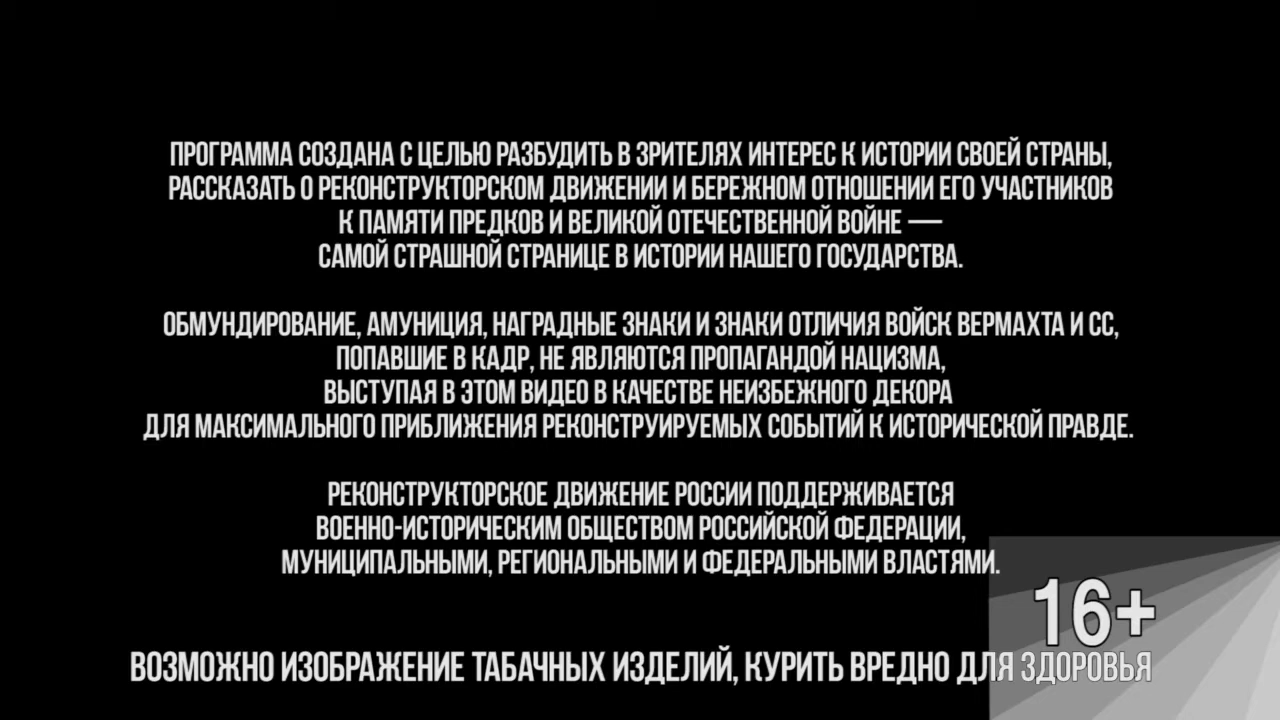 ПРОГРАММА СОЗДАНА С ЦЕЛЬЮ РАЗБУДИТЬ В ЗРИТЕЛЯХ ИНТЕРЕС К ИСТОРИИ СВОЕЙ СТРАНЫ,
РАССКАЗАТЬ О РЕКОНСТРУКТОРСКОМ ДВИЖЕНИИ И БЕРЕЖНОМ ОТНОШЕНИИ ЕГО УЧАСТНИКОВ
К ПАМЯТИ ПРЕДКОВ И ВЕЛИКОЙ ОТЕЧЕСТВЕННОЙ ВОЙНЕ —
САМОЙ СТРАШНОЙ СТРАНИЦЕ В ИСТОРИИ НАШЕГО ГОСУДАРСТВА.
ОБМУНДИРОВАНИЕ, АМУНИЦИЯ, НАГРАДНЫЕ ЗНАКИ И ЗНАКИ ОТЛИЧИЯ ВОЙСК ВЕРМАХТА И СС,
ПОПАВШИЕ В КАДР, НЕ ЯВЛЯЮТСЯ ПРОПАГАНДОЙ НАЦИЗМА,
ВЫСТУПАЯ В ЭТОМ ВИДЕО В КАЧЕСТВЕ НЕИЗБЕЖНОГО ДЕКОРА
ДЛЯ МАКСИМАЛЬНОГО ПРИБЛИЖЕНИЯ РЕКОНСТРУИРУЕМЫХ СОБЫТИЙ К ИСТОРИЧЕСКОЙ ПРАВДЕ.
РЕКОНСТРУКТОРСКОЕ ДВИЖЕНИЕ РОССИИ ПОДДЕРЖИВАЕТСЯ
ВОЕННО-ИСТОРИЧЕСКИМ ОБЩЕСТВОМ РОССИЙСКОЙ ФЕДЕРАЦИИ,
МУНИЦИПАЛЬНЫМИ, РЕГИОНАЛЬНЫМИ И ФЕДЕРАЛЬНЫМИ ВЛАСТЯМИ.
16+
ВОЗМОЖНО ИЗОБРАЖЕНИЕ ТАБАЧНЫХ ИЗДЕЛИЙ, КУРИТЬ ВРЕДНО ДЛЯ ЗДОРОВЬЯ